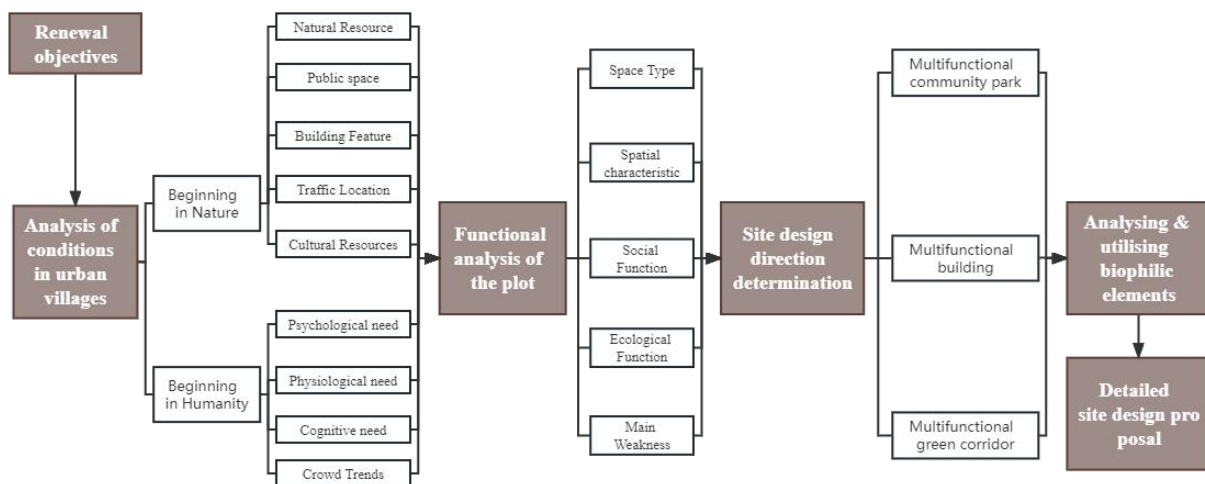 Renewal
objectives
Analysis of
conditions
in urban
villages
Beginning
in Nature
Beginning
in Humanity
Natural Resource
Public space
Building Feature
Traffic Location
Cultural Resources
Psychological need
Physiological need
Cognitive need
Crowd Trends
Functional
analysis of
the plot
Space Type
Spatial
characteristic
Social
Function
Ecological
Function
Main
Weakness
Site design
direction
determination
Multifunctional
community park
Multifunctional
building
Multifunctional
green corridor
Analysing &
utilising
biophilic
elements
Detailed
site design pro
posal